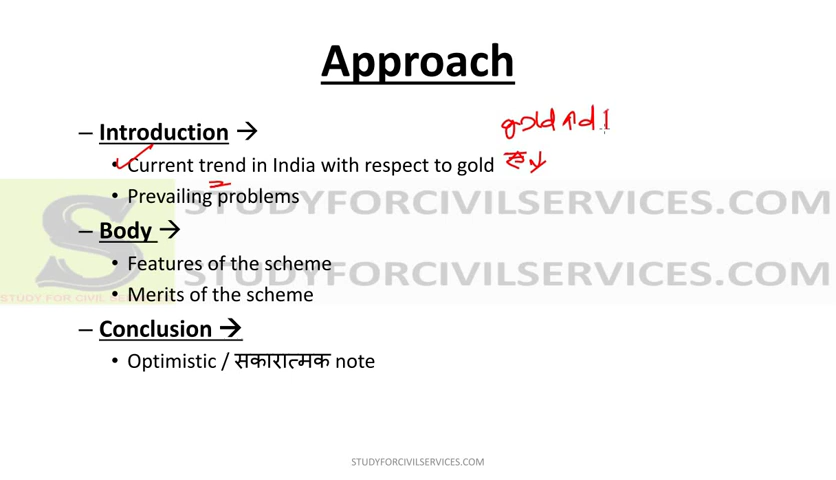 Approach
– Introduction →
• Current trend in India with respect to gold
gold
• Prevailing problems
– Body →
• Features of the scheme
• Merits of the scheme
– Conclusion →
• Optimistic / सकारात्मक note
STUDYFORCIVILSERVICES.COM
STUDYFORCIVILSERVICES.COM
STUDY FOR CIVIL
STUDYFORCIVILSERVICES.COM